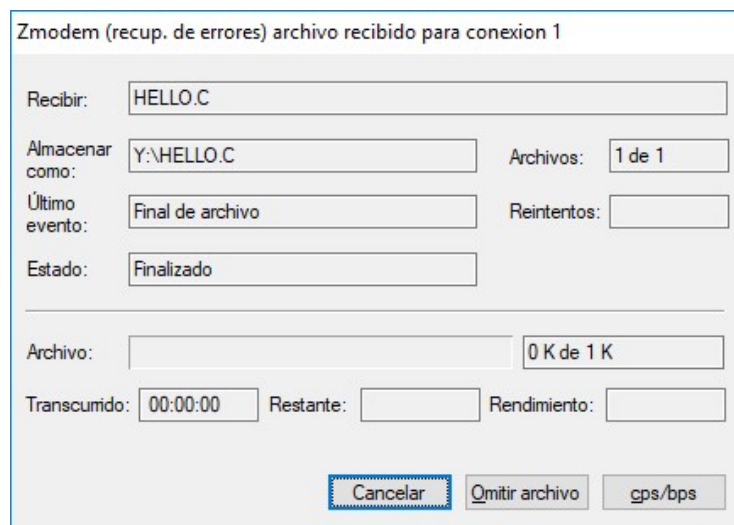 Zmodem (recup. de errores) archivo recibido para conexion 1
Recibir: HELLO.C
Almacenar como: Y:\HELLO.C Archivos: 1 de 1
Último evento: Final de archivo Reintentos:
Estado: Finalizado
Archivo: 0 K de 1 K
Transcurrido: 00:00:00 Restante: Rendimiento:
Cancelar Omitir archivo cps/bps